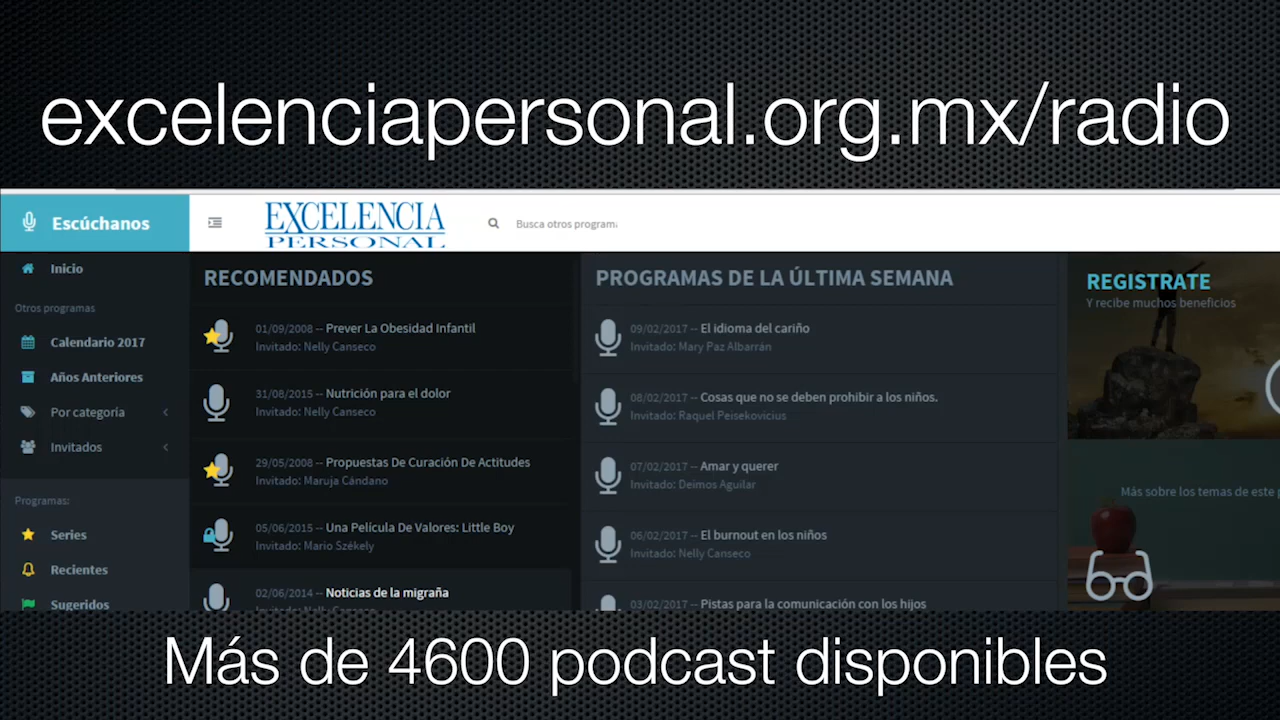 excelenciapersonal.org.mx/radio
Escúchanos
EXCELENCIA
PERSONAL
Busca otros programa
Inicio
Otros programas
Calendario 2017
Años Anteriores
Por categoría
Invitados
Programas:
Series
Recientes
Sugeridos
RECOMENDADOS
01/09/2008 -- Prever La Obesidad Infantil
Invitado: Nelly Canseco
31/08/2015 -- Nutrición para el dolor
Invitado: Nelly Canseco
29/05/2008 -- Propuestas De Curación De Actitudes
Invitado: Maruja Cándano
05/06/2015 -- Una Película De Valores: Little Boy
Invitado: Mario Székely
02/06/2014 -- Noticias de la migraña
Invitado: Nelly Canseco
PROGRAMAS DE LA ÚLTIMA SEMANA
09/02/2017 -- El idioma del cariño
Invitado: Mary Paz Albarrán
08/02/2017 -- Cosas que no se deben prohibir a los niños.
Invitado: Raquel Peisekovicius
07/02/2017 -- Amar y querer
Invitado: Deimos Aguilar
06/02/2017 -- El burnout en los niños
Invitado: Nelly Canseco
03/02/2017 -- Pistas para la comunicación con los hijos
REGISTRATE
Y recibe muchos beneficios
Más sobre los temas de este
Más de 4600 podcast disponibles